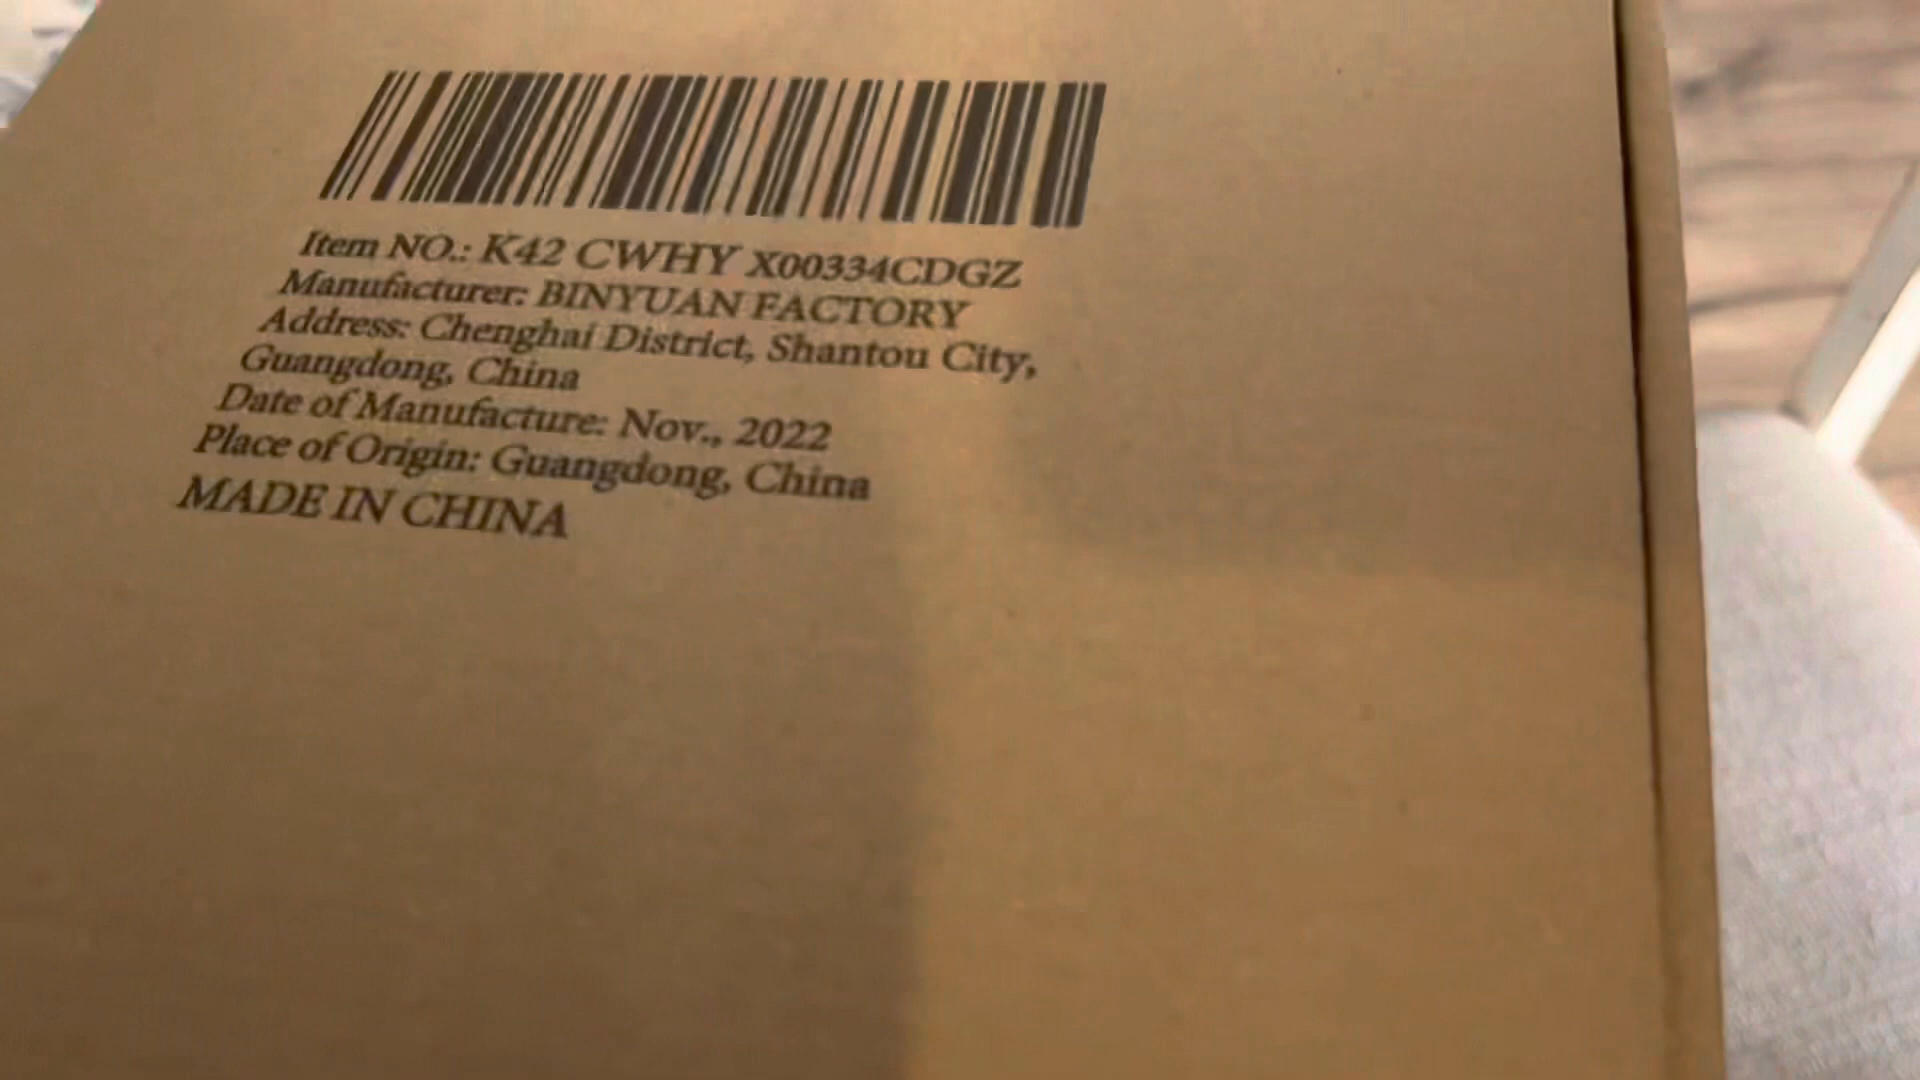 Item NO.: K42 CWHY X00334CDGZ
Manufacturer: BINYUAN FACTORY
Address: Chenghai District, Shantou City,
Guangdong, China
Date of Manufacture: Nov., 2022
Place of Origin: Guangdong, China
MADE IN CHINA